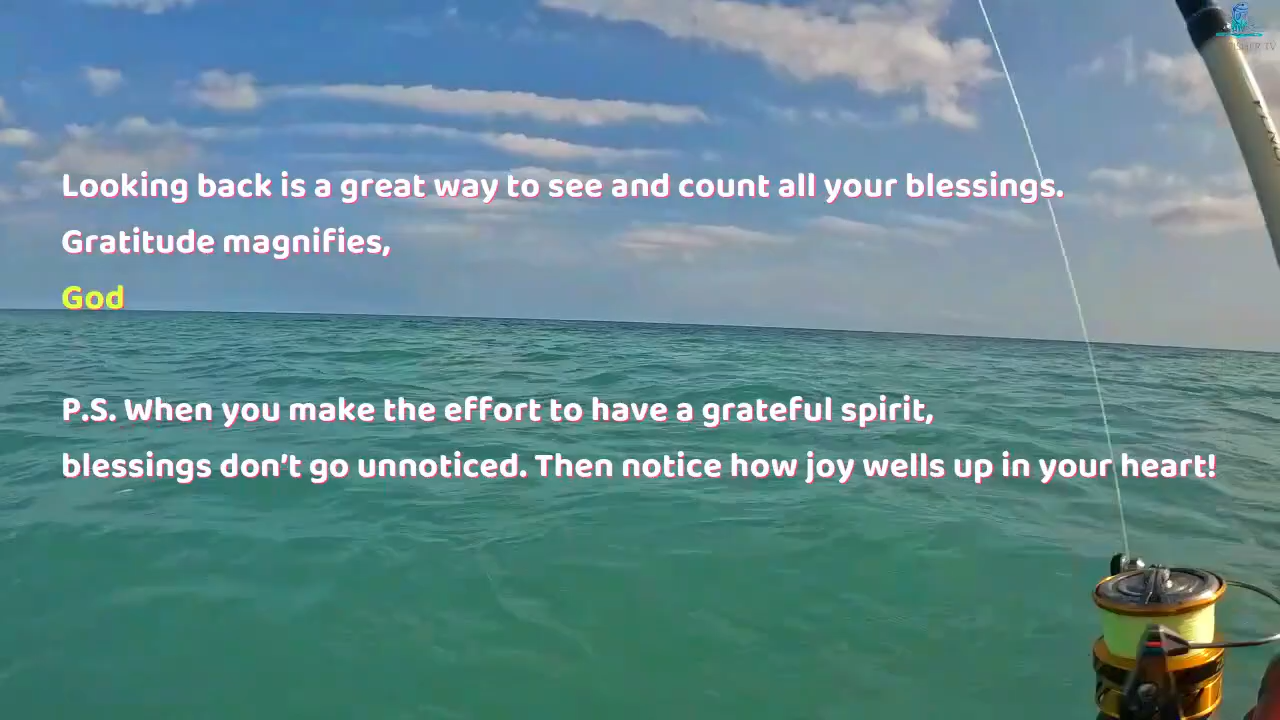 Looking back is a great way to see and count all your blessings.
Gratitude magnifies,
God
P.S. When you make the effort to have a grateful spirit,
blessings don't go unnoticed. Then notice how joy wells up in your heart!